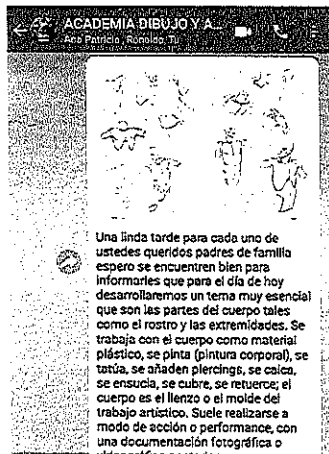 ACADEMIA DIBUJO Y A...
Ana Patricia, Ronoldo, Tu
Una linda tarde para cada uno de
ustedes queridos padres de familia
espero se encuentren bien para
informarles que para el día de hoy
desarrollaremos un tema muy esencial
que son las partes del cuerpo tales
como el rostro y las extremidades. Se
trabaja con el cuerpo como material
plástico, se pinta (pintura corporal), se
tatúa, se añaden piercings, se calca,
se ensucia, se cubre, se retuerce; el
cuerpo es el lienzo o el molde del
trabajo artístico. Suele realizarse a
modo de acción o performance, con
una documentación fotográfica o